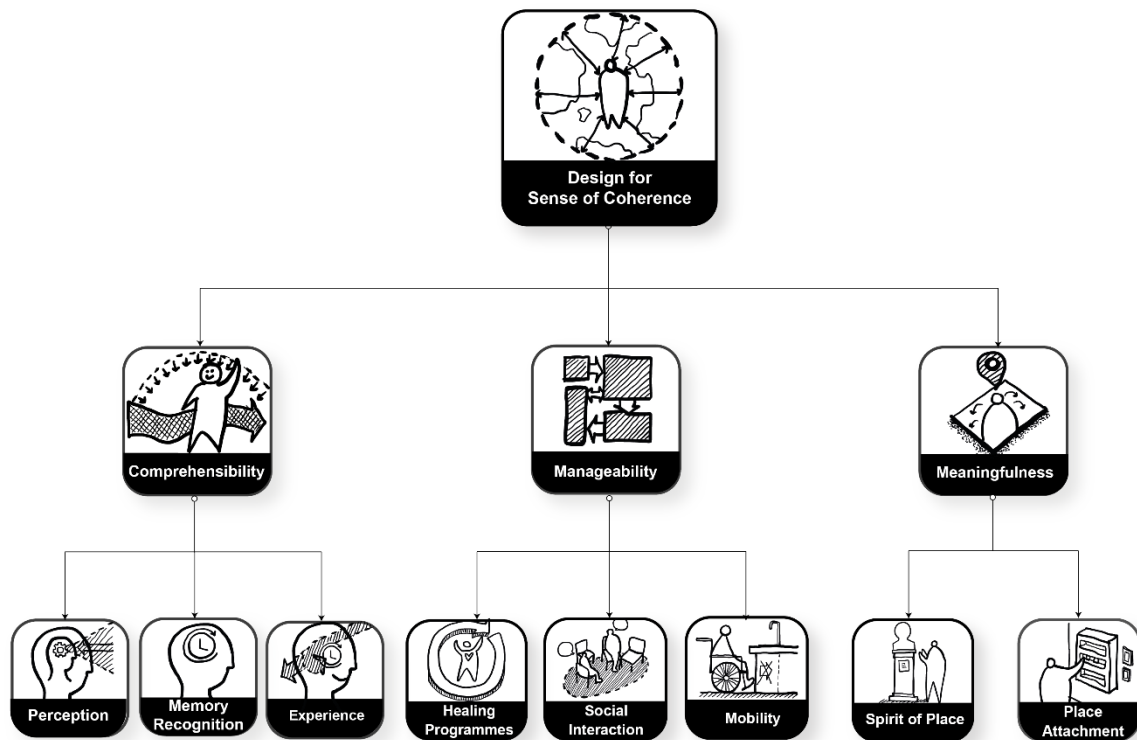 Design for
Sense of Coherence
Comprehensibility
Manageability
Meaningfulness
Perception
Memory
Recognition
Experience
Healing
Programmes
Social
Interaction
Mobility
Spirit of Place
Place
Attachment